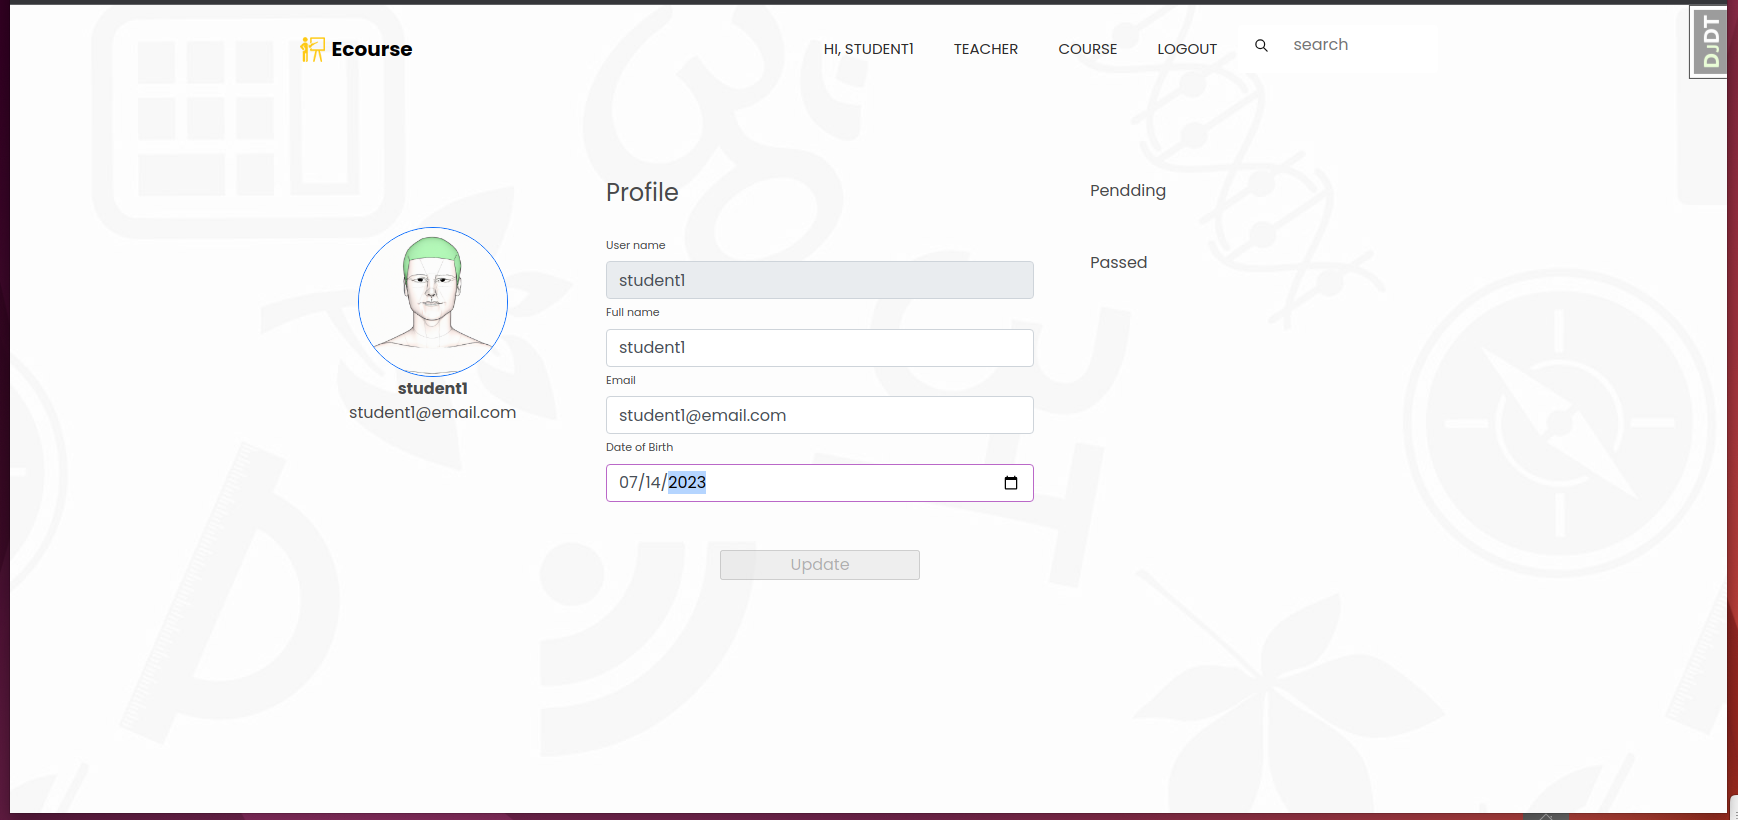 Ecourse
HI, STUDENT1
TEACHER
COURSE
LOGOUT
search
DJDT
Profile
User name
student1
Full name
student1
Email
student1@email.com
Date of Birth
07/14/2023
Update
student1
student1@email.com
Pendding
Passed